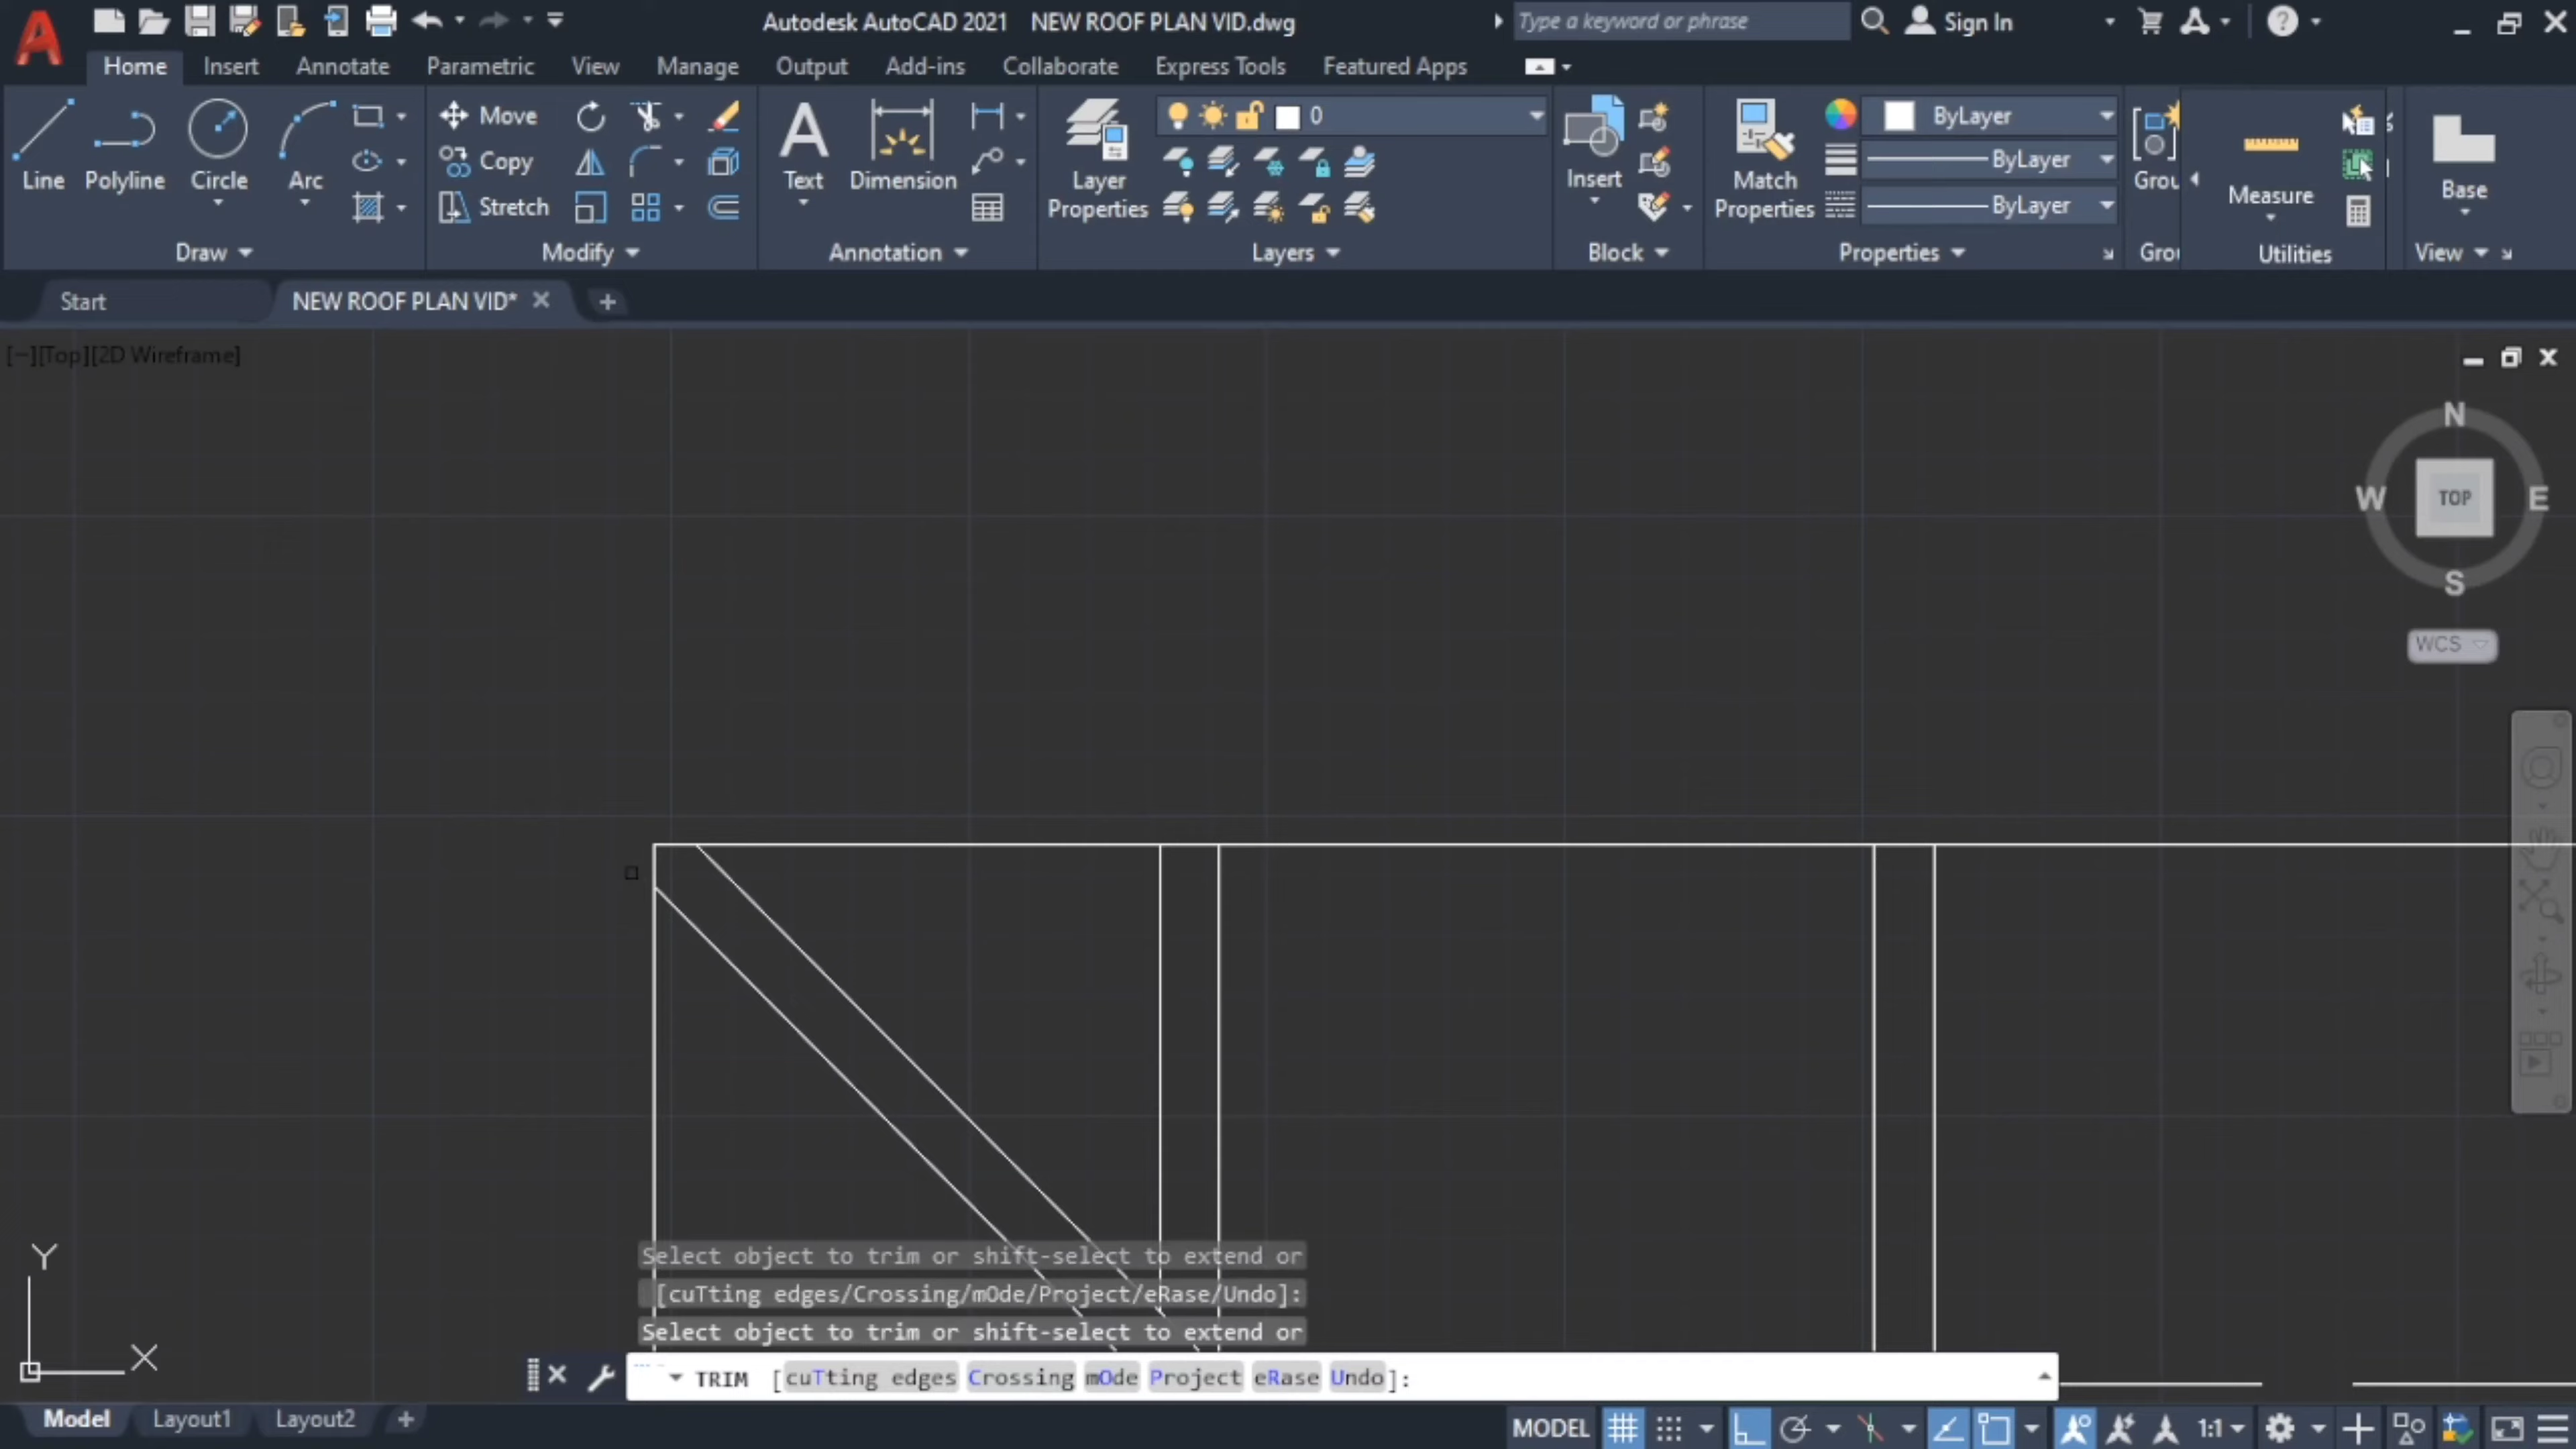 Autodesk AutoCAD 2021 NEW ROOF PLAN VID.dwg
Type a keyword or phrase
Sign In
Home Insert Annotate Parametric View Manage Output Add-ins Collaborate Express Tools Featured Apps
Line Polyline Circle Arc
Move
Copy
Stretch
Text Dimension
Layer Properties
0
Insert
Match Properties
ByLayer
ByLayer
ByLayer
Grou
Measure
Base
Draw Modify Annotation Layers Block Properties Grou Utilities View
Start NEW ROOF PLAN VID*
[−][Top][2D Wireframe]
N
W TOP E
S
WCS
Select object to trim or shift-select to extend or
[cuTting edges/Crossing/mOde/Project/eRase/Undo]:
Select object to trim or shift-select to extend or
TRIM [cuTting edges Crossing mOde Project eRase Undo]:
Y
X
Model Layout1 Layout2
MODEL 1:1